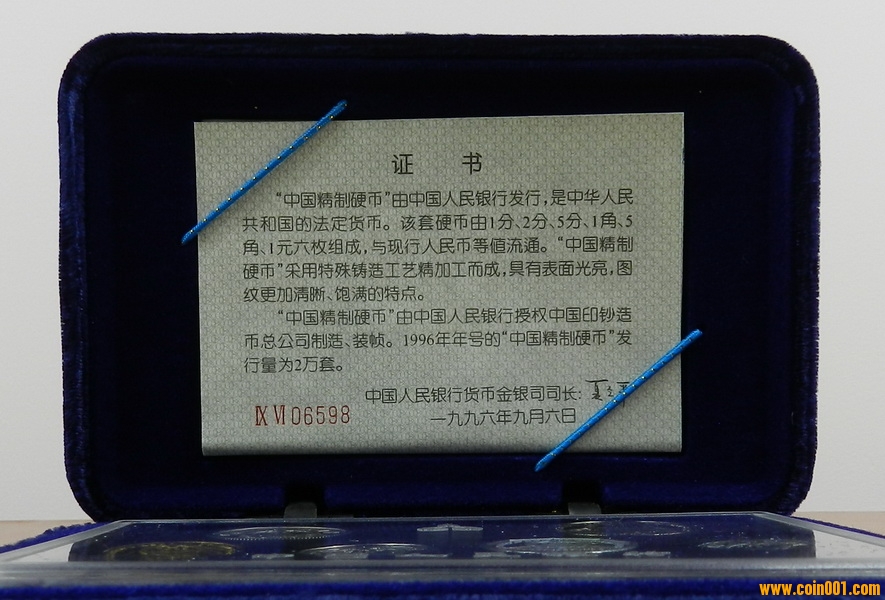 证 书
“中国精制硬币”由中国人民银行发行，是中华人民
共和国的法定货币。该套硬币由1分、2分、5分、1角、5
角、1元六枚组成，与现行人民币等值流通。“中国精制
硬币”采用特殊铸造工艺精加工而成，具有表面光亮，图
纹更加清晰、饱满的特点。
“中国精制硬币”由中国人民银行授权中国印钞造
币总公司制造、装帧。1996年年号的“中国精制硬币”发
行量为2万套。
中国人民银行货币金银司司长：
一九九六年九月六日
ⅨⅥ06598
www.coin001.com